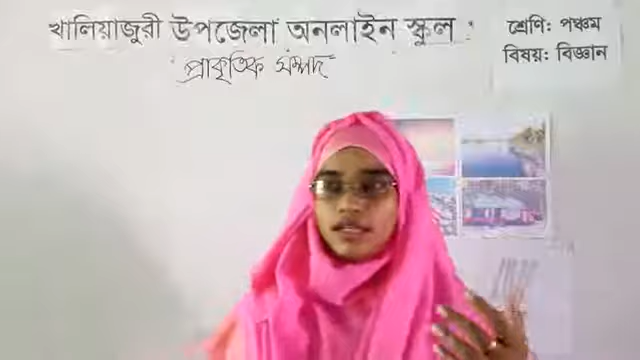 খালিয়াজুরী উপজেলা অনলাইন স্কুল
শ্রেণি: পঞ্চম
বিষয়: বিজ্ঞান
প্রাকৃতিক সম্পদ